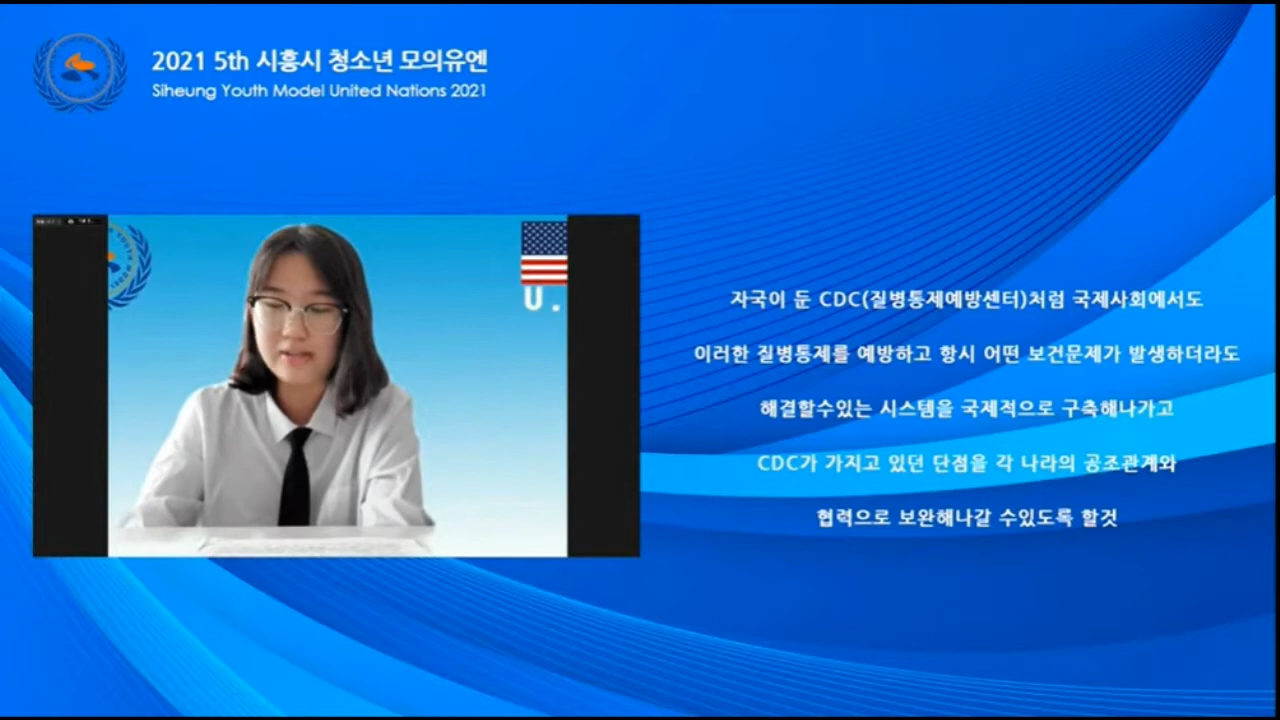 2021 5th 시흥시 청소년 모의유엔
Siheung Youth Model United Nations 2021
U.
자국이 둔 CDC(질병통제예방센터)처럼 국제사회에서도
이러한 질병통제를 예방하고 항시 어떤 보건문제가 발생하더라도
해결할수있는 시스템을 국제적으로 구축해나가고
CDC가 가지고 있던 단점을 각 나라의 공조관계와
협력으로 보완해나갈 수있도록 할것